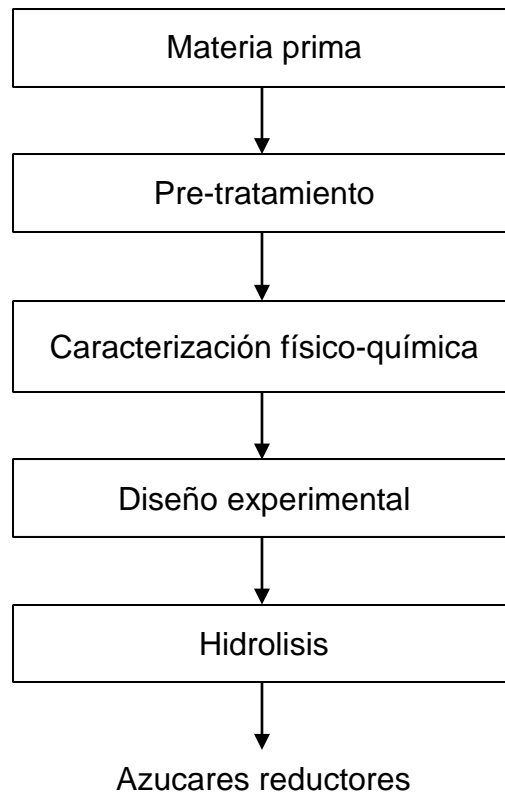 Materia prima
Pre-tratamiento
Caracterización físico-química
Diseño experimental
Hidrolisis
Azucares reductores